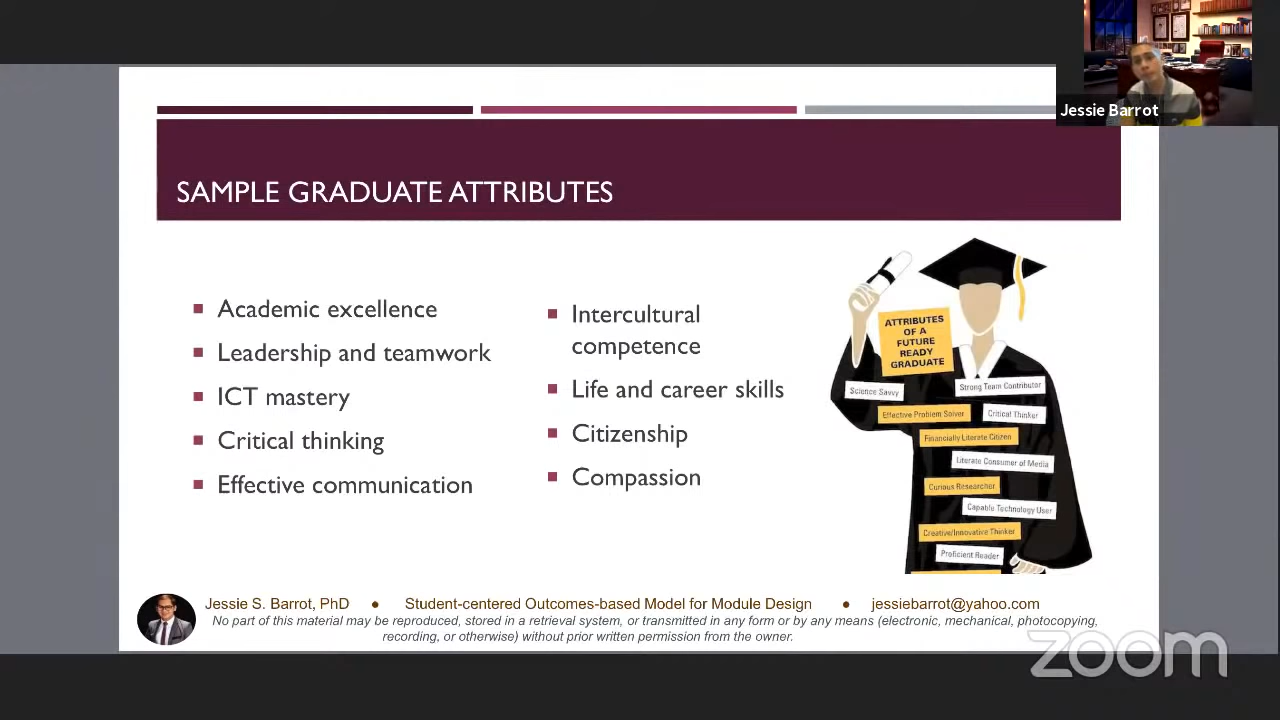 Jessie Barrot
SAMPLE GRADUATE ATTRIBUTES
Academic excellence
Leadership and teamwork
ICT mastery
Critical thinking
Effective communication
Intercultural
competence
Life and career skills
Citizenship
Compassion
ATTRIBUTES
OF A
FUTURE
READY
GRADUATE
Science Savvy
Strong Team Contributor
Effective Problem Solver
Critical Thinker
Financially Literate Citizen
Literate Consumer of Media
Curious Researcher
Capable Technology User
Creative/Innovative Thinker
Proficient Reader
Jessie S. Barrot, PhD ● Student-centered Outcomes-based Model for Module Design ● jessiebarrot@yahoo.com
No part of this material may be reproduced, stored in a retrieval system, or transmitted in any form or by any means (electronic, mechanical, photocopying,
recording, or otherwise) without prior written permission from the owner.
zoom